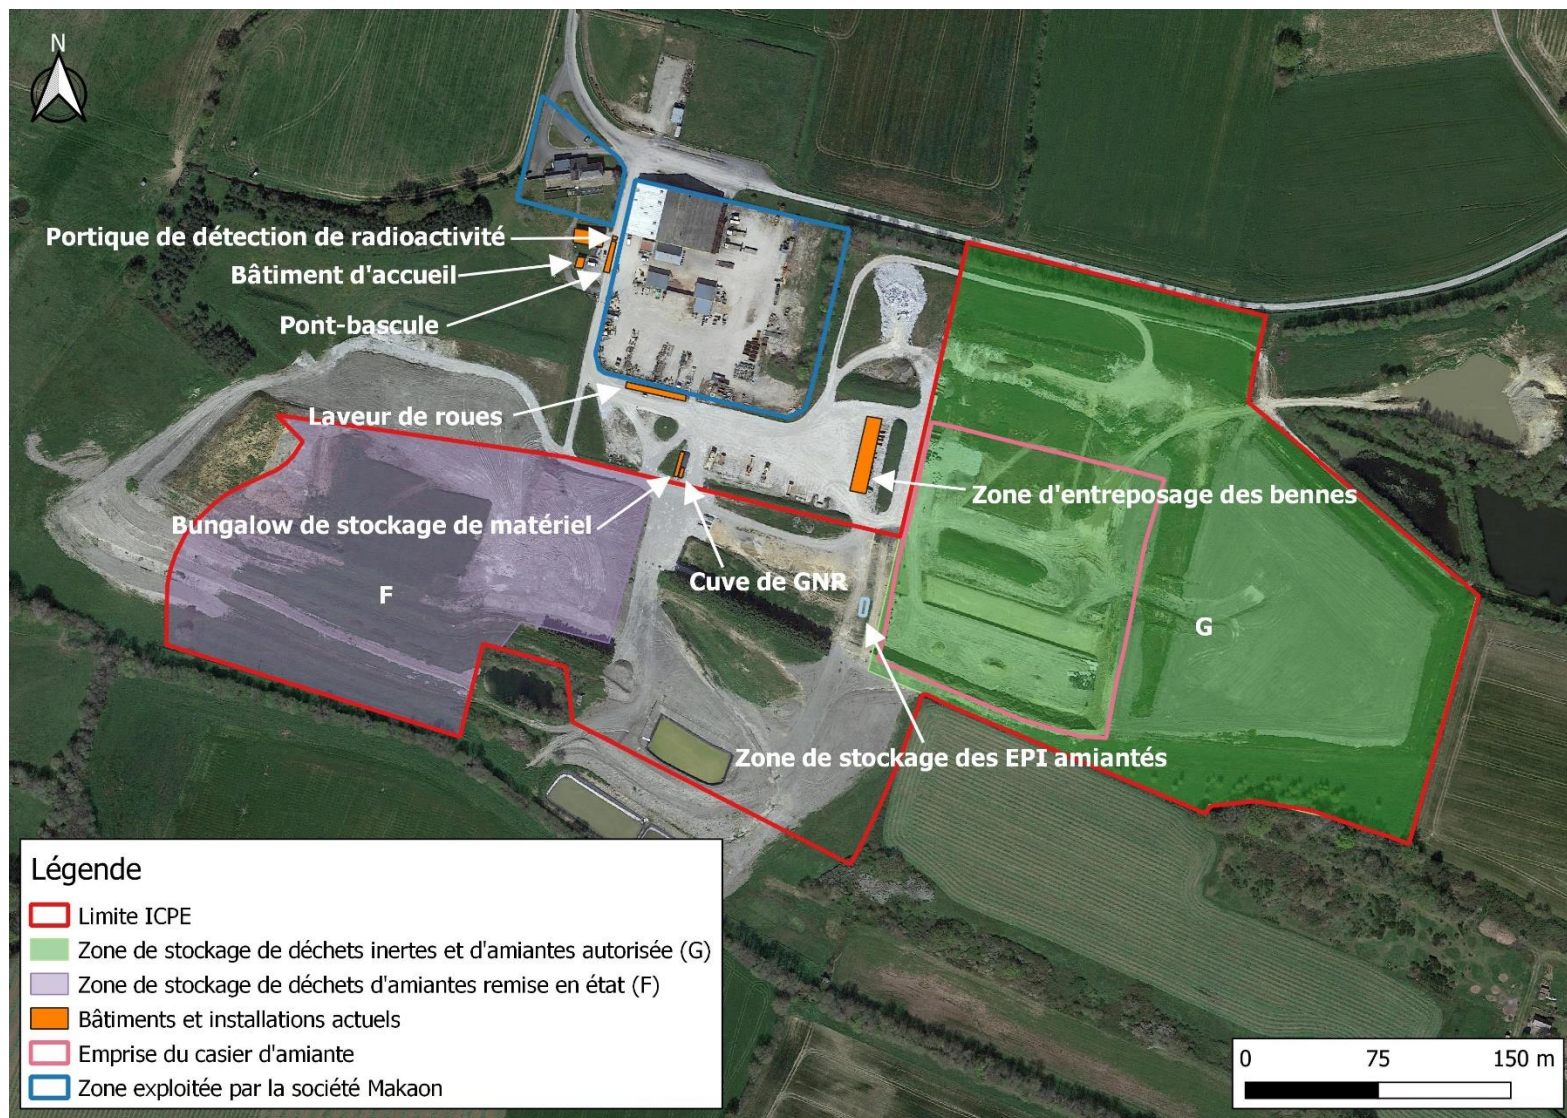 N
Portique de détection de radioactivité
Bâtiment d'accueil
Pont-bascule
Laveur de roues
Zone d'entreposage des bennes
Bungalow de stockage de matériel
Cuve de GNR
F
G
Zone de stockage des EPI amiantés
Légende
Limite ICPE
Zone de stockage de déchets inertes et d'amiantes autorisée (G)
Zone de stockage de déchets d'amiantes remise en état (F)
Bâtiments et installations actuels
Emprise du casier d'amiante
Zone exploitée par la société Makaon
0 75 150 m